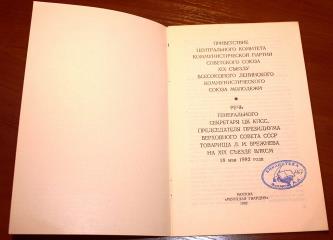 ПРИВЕТСТВИЕ
ЦЕНТРАЛЬНОГО КОМИТЕТА
КОММУНИСТИЧЕСКОЙ ПАРТИИ
СОВЕТСКОГО СОЮЗА
XIX СЪЕЗДУ
ВСЕСОЮЗНОГО ЛЕНИНСКОГО
КОММУНИСТИЧЕСКОГО
СОЮЗА МОЛОДЕЖИ
РЕЧЬ
ГЕНЕРАЛЬНОГО
СЕКРЕТАРЯ ЦК КПСС,
ПРЕДСЕДАТЕЛЯ ПРЕЗИДИУМА
ВЕРХОВНОГО СОВЕТА СССР
ТОВАРИЩА Л. И. БРЕЖНЕВА
НА XIX СЪЕЗДЕ ВЛКСМ
18 мая 1982 года
БИБЛИОТЕКА
МОСКВА
«МОЛОДАЯ ГВАРДИЯ»
1982